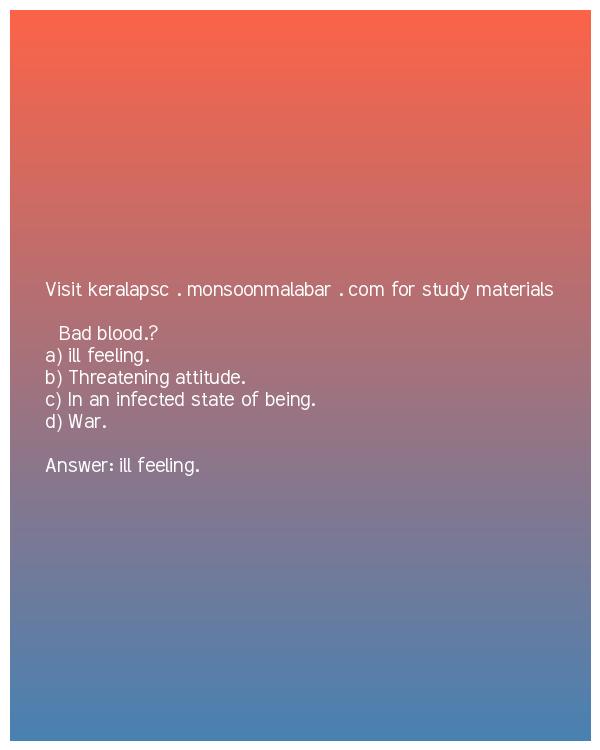 Visit keralapsc . monsoonmalabar . com for study materials
Bad blood.?
a) ill feeling.
b) Threatening attitude.
c) In an infected state of being.
d) War.
Answer: ill feeling.